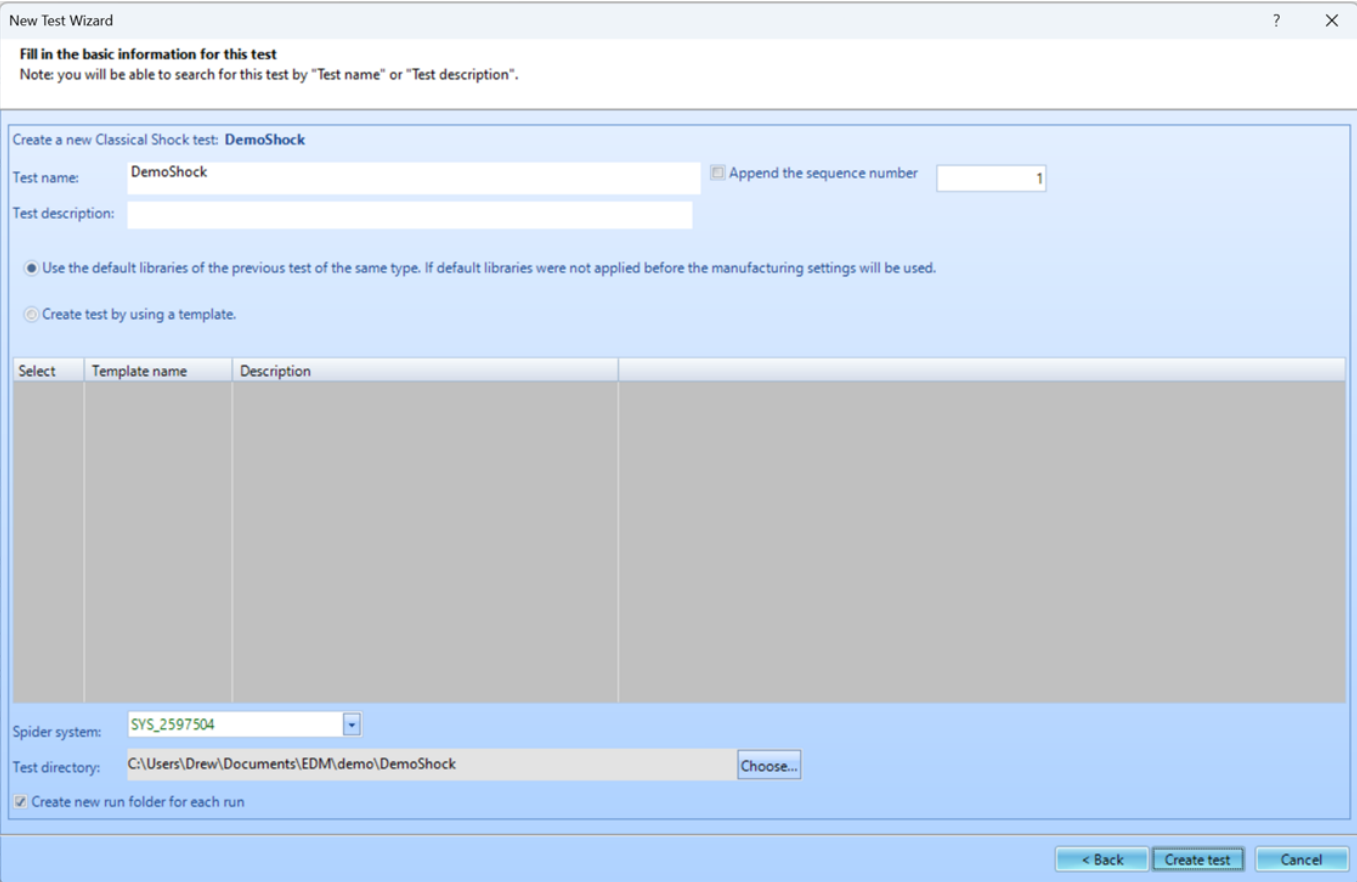 New Test Wizard ?
Fill in the basic information for this test
Note: you will be able to search for this test by "Test name" or "Test description".
Create a new Classical Shock test: DemoShock
Test name: DemoShock Append the sequence number 1
Test description:
Use the default libraries of the previous test of the same type. If default libraries were not applied before the manufacturing settings will be used.
Create test by using a template.
Select Template name Description
Spider system: SYS_2597504
Test directory: C:\Users\Drew\Documents\EDM\demo\DemoShock Choose...
Create new run folder for each run
< Back Create test Cancel